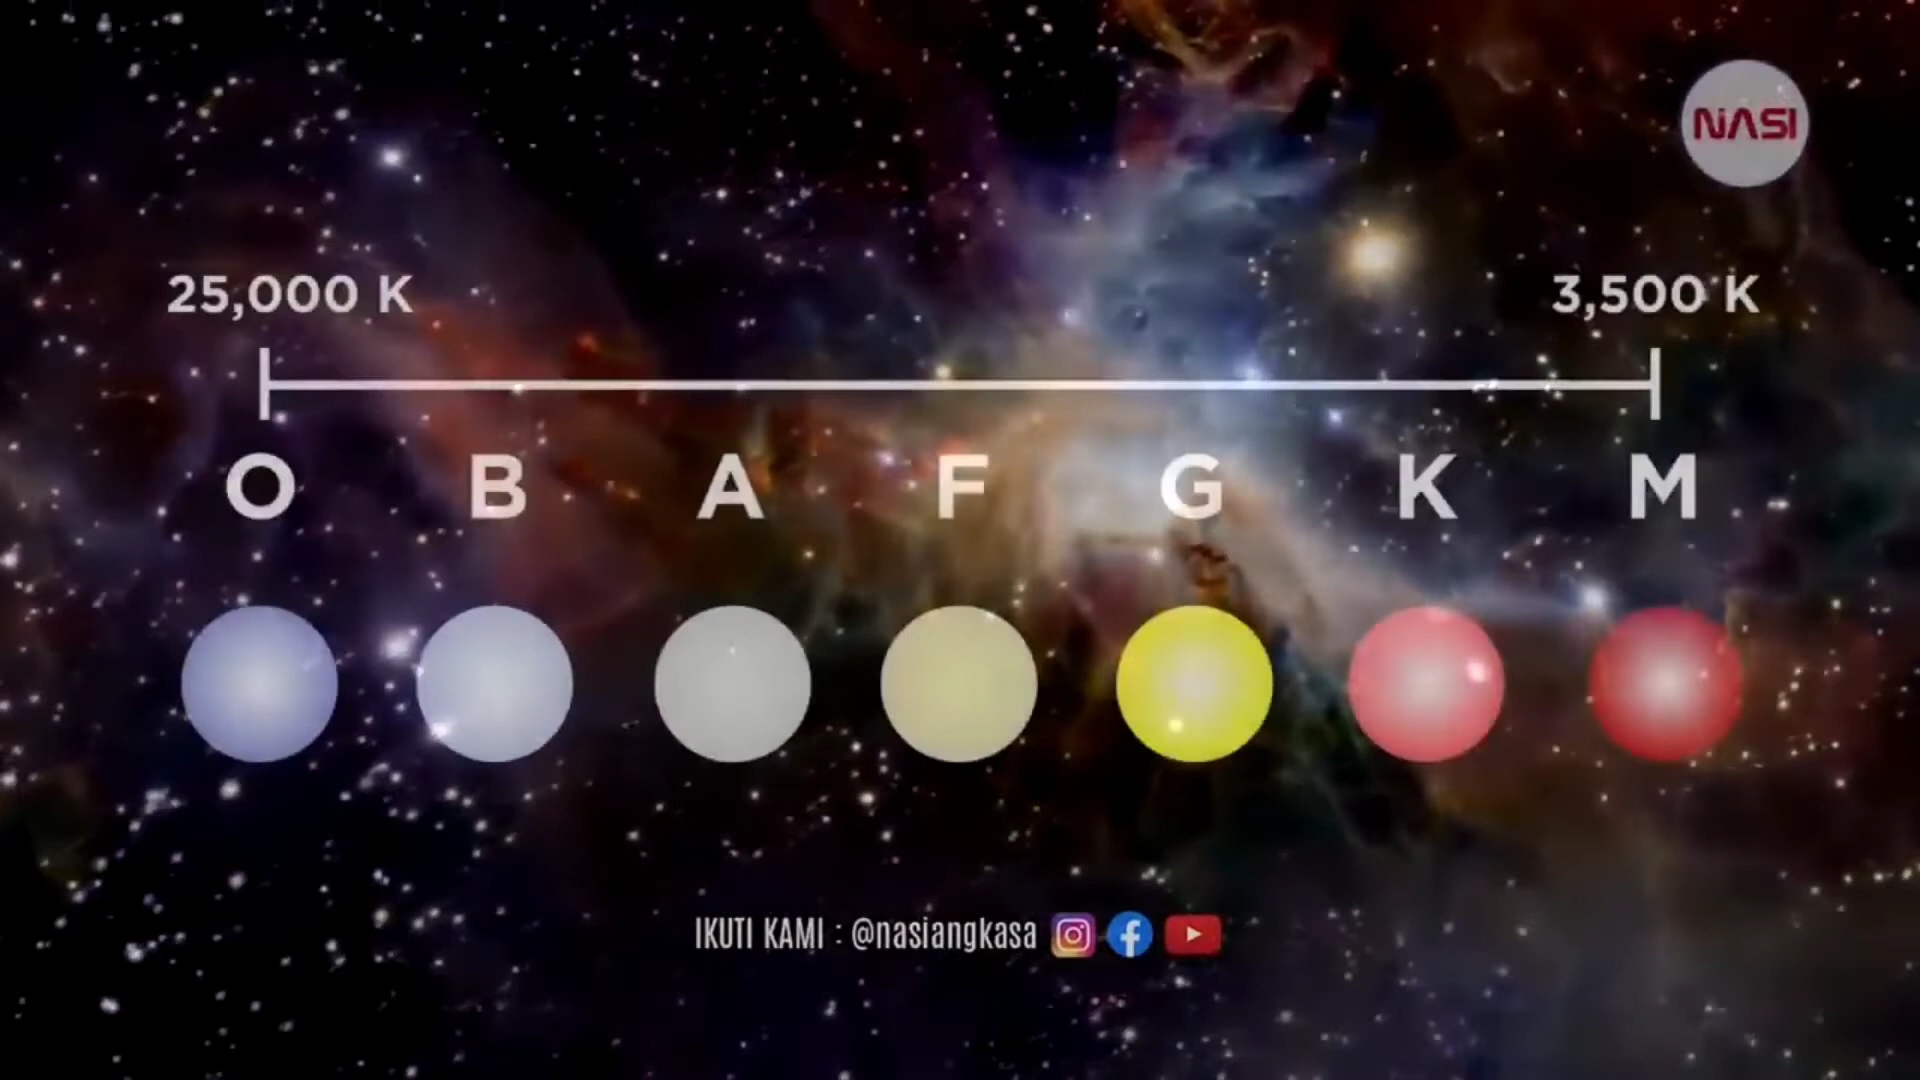 NASI
25,000 K 3,500 K
O B A F G K M
IKUTI KAMI : @nasiangkasa